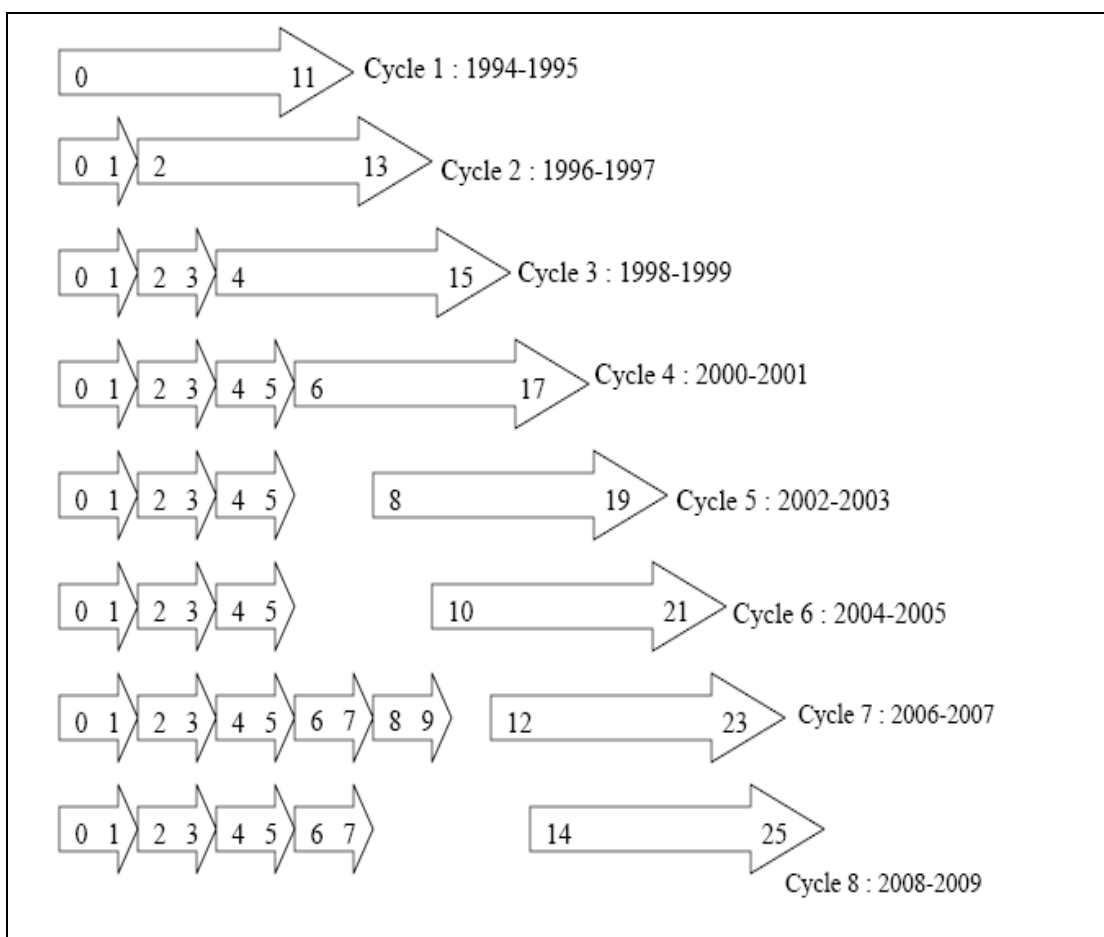 0 11 Cycle 1 : 1994-1995
0 1 2 13 Cycle 2 : 1996-1997
0 1 2 3 4 15 Cycle 3 : 1998-1999
0 1 2 3 4 5 6 17 Cycle 4 : 2000-2001
0 1 2 3 4 5 8 19 Cycle 5 : 2002-2003
0 1 2 3 4 5 10 21 Cycle 6 : 2004-2005
0 1 2 3 4 5 6 7 8 9 12 23 Cycle 7 : 2006-2007
0 1 2 3 4 5 6 7 14 25
Cycle 8 : 2008-2009